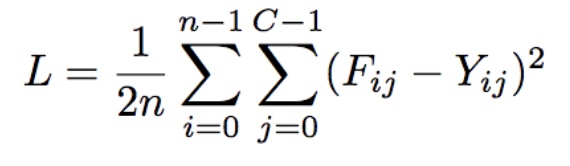 L = \frac{1}{2n} \sum_{i=0}^{n-1} \sum_{j=0}^{C-1} (F_{ij} - Y_{ij})^2